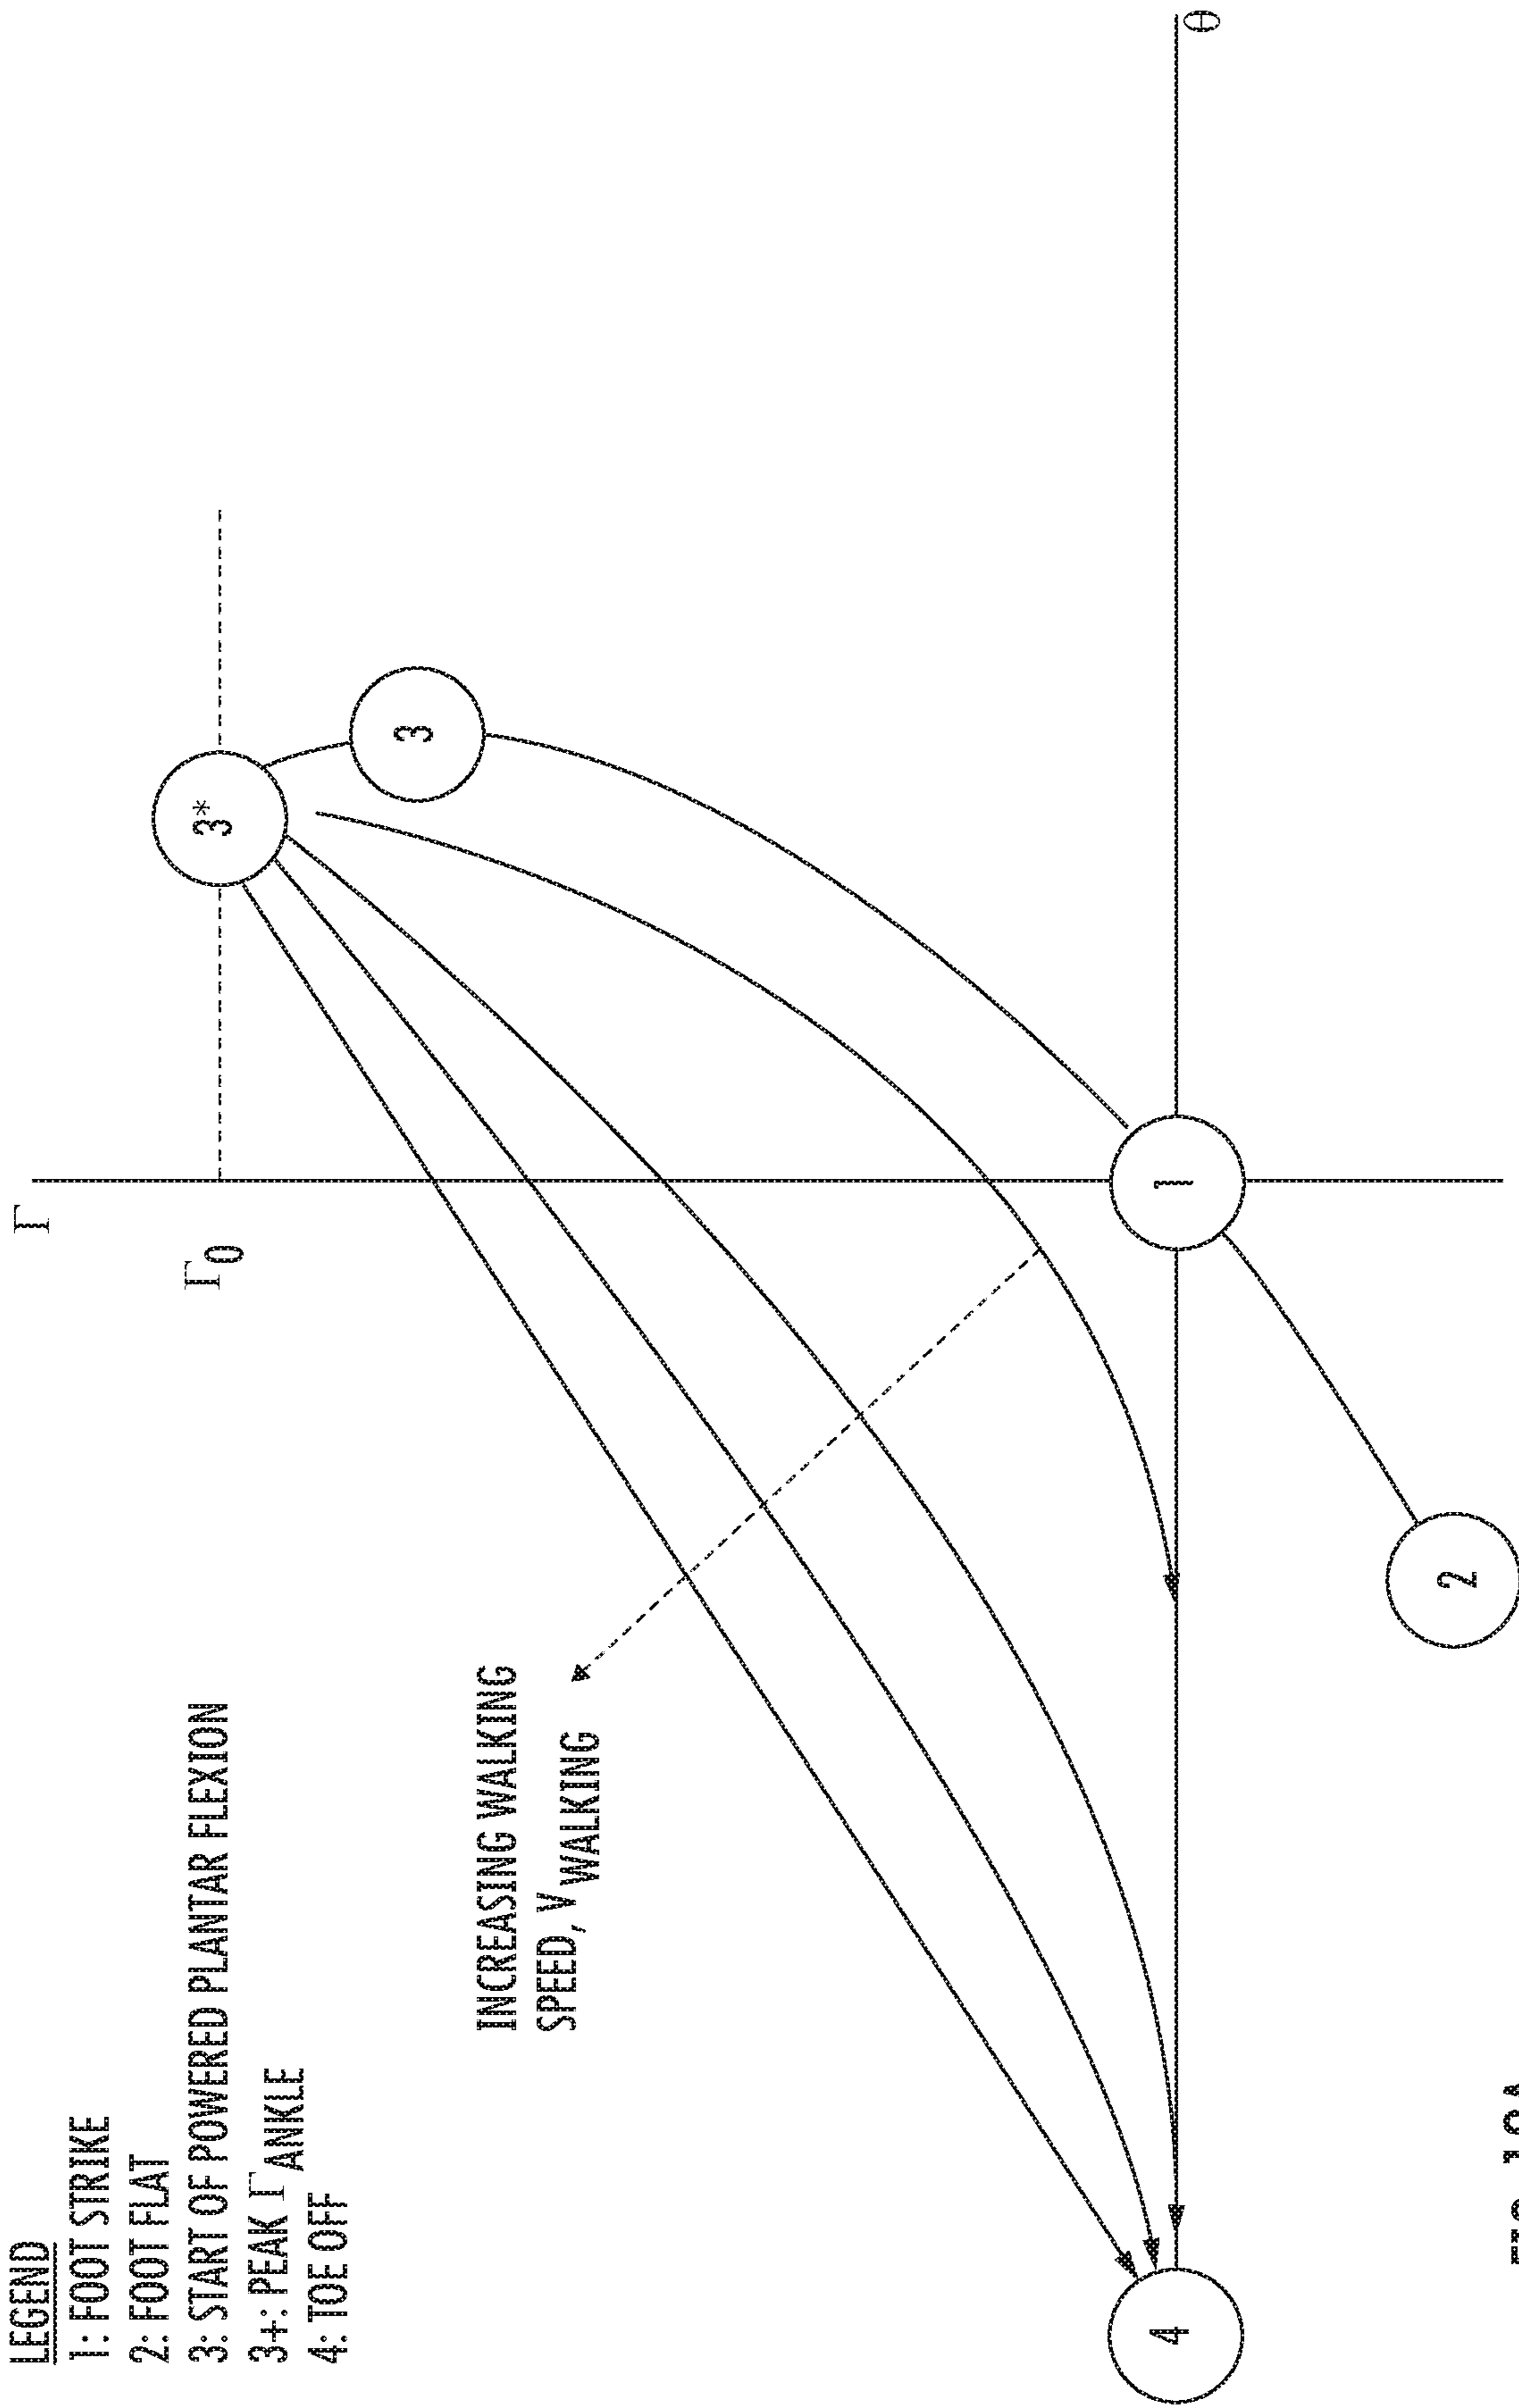 LEGEND
1: FOOT STRIKE
2: FOOT FLAT
3: START OF POWERED PLANTAR FLEXION
3+: PEAK Γ ANKLE
4: TOE OFF
Γ
Γ0
INCREASING WALKING
SPEED, V WALKING
3*
3
1
2
4
θ